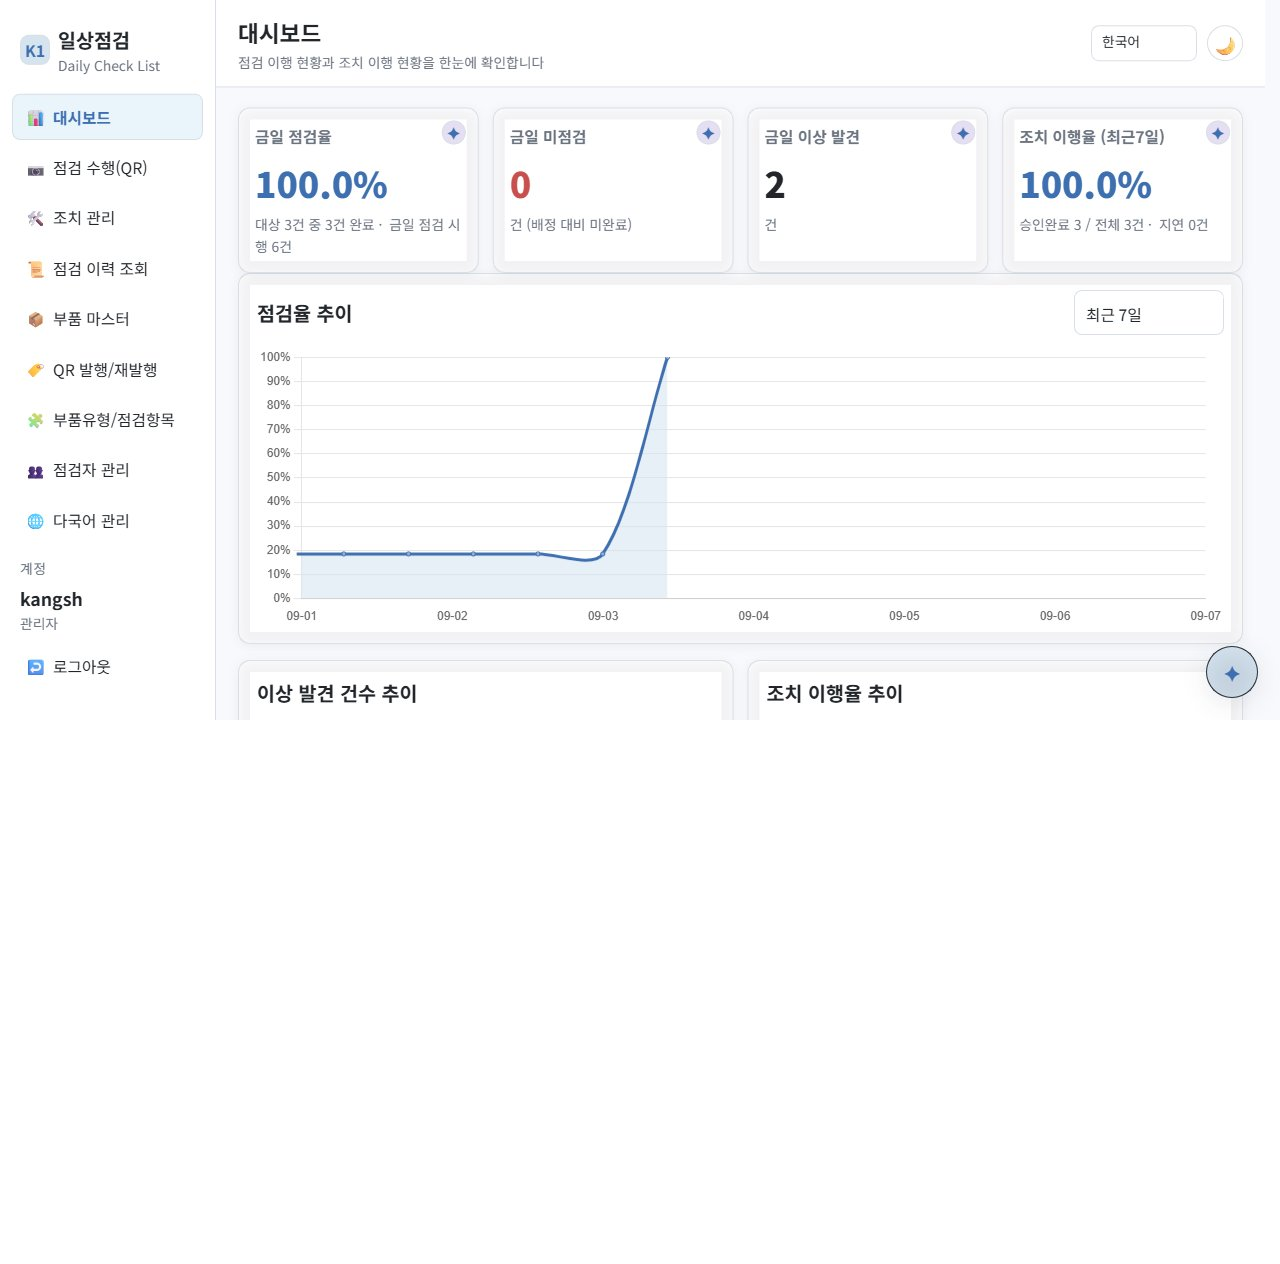 K1
일상점검
Daily Check List
대시보드
점검 수행(QR)
조치 관리
점검 이력 조회
부품 마스터
QR 발행/재발행
부품유형/점검항목
점검자 관리
다국어 관리
계정
kangsh
관리자
로그아웃
대시보드
점검 이행 현황과 조치 이행 현황을 한눈에 확인합니다
한국어
금일 점검율
100.0%
대상 3건 중 3건 완료 · 금일 점검 시
행 6건
금일 미점검
0
건 (배정 대비 미완료)
금일 이상 발견
2
건
조치 이행율 (최근7일)
100.0%
승인완료 3 / 전체 3건 · 지연 0건
점검율 추이
최근 7일
100%
90%
80%
70%
60%
50%
40%
30%
20%
10%
0%
09-01 09-02 09-03 09-04 09-05 09-06 09-07
이상 발견 건수 추이
조치 이행율 추이